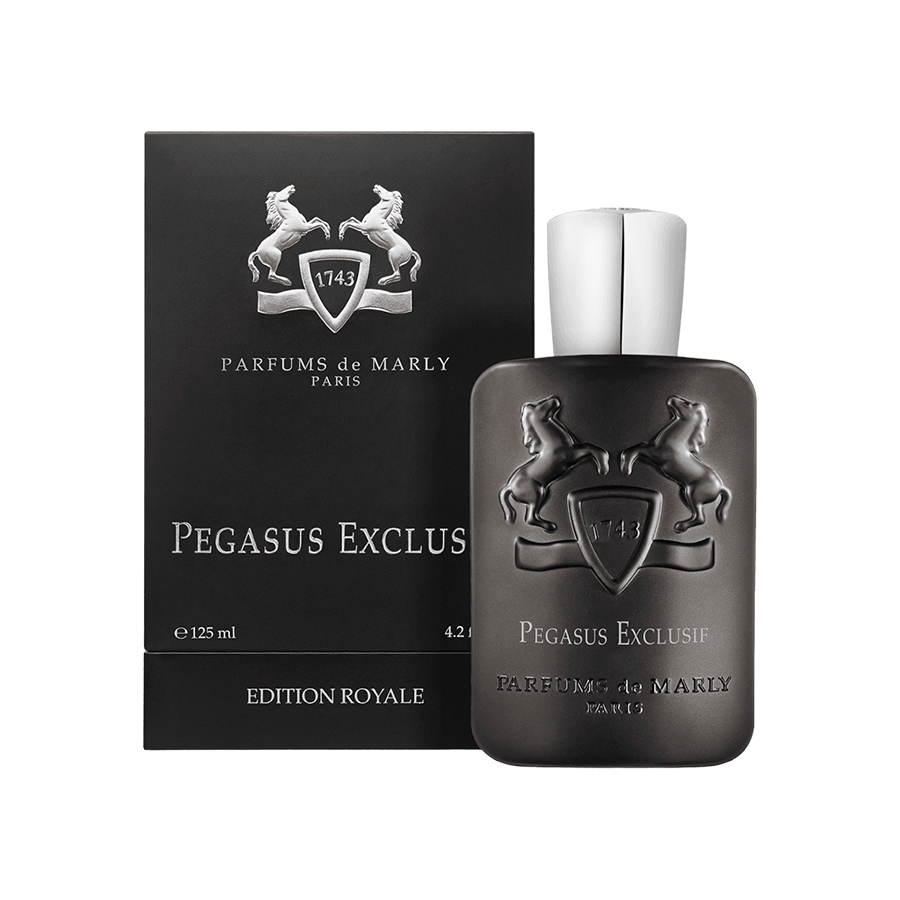 1743
PARFUMS de MARLY
PARIS
PEGASUS EXCLUS
℮ 125 ml
4.2 f
EDITION ROYALE
1743
PEGASUS EXCLUSIF
PARFUMS de MARLY
PARIS